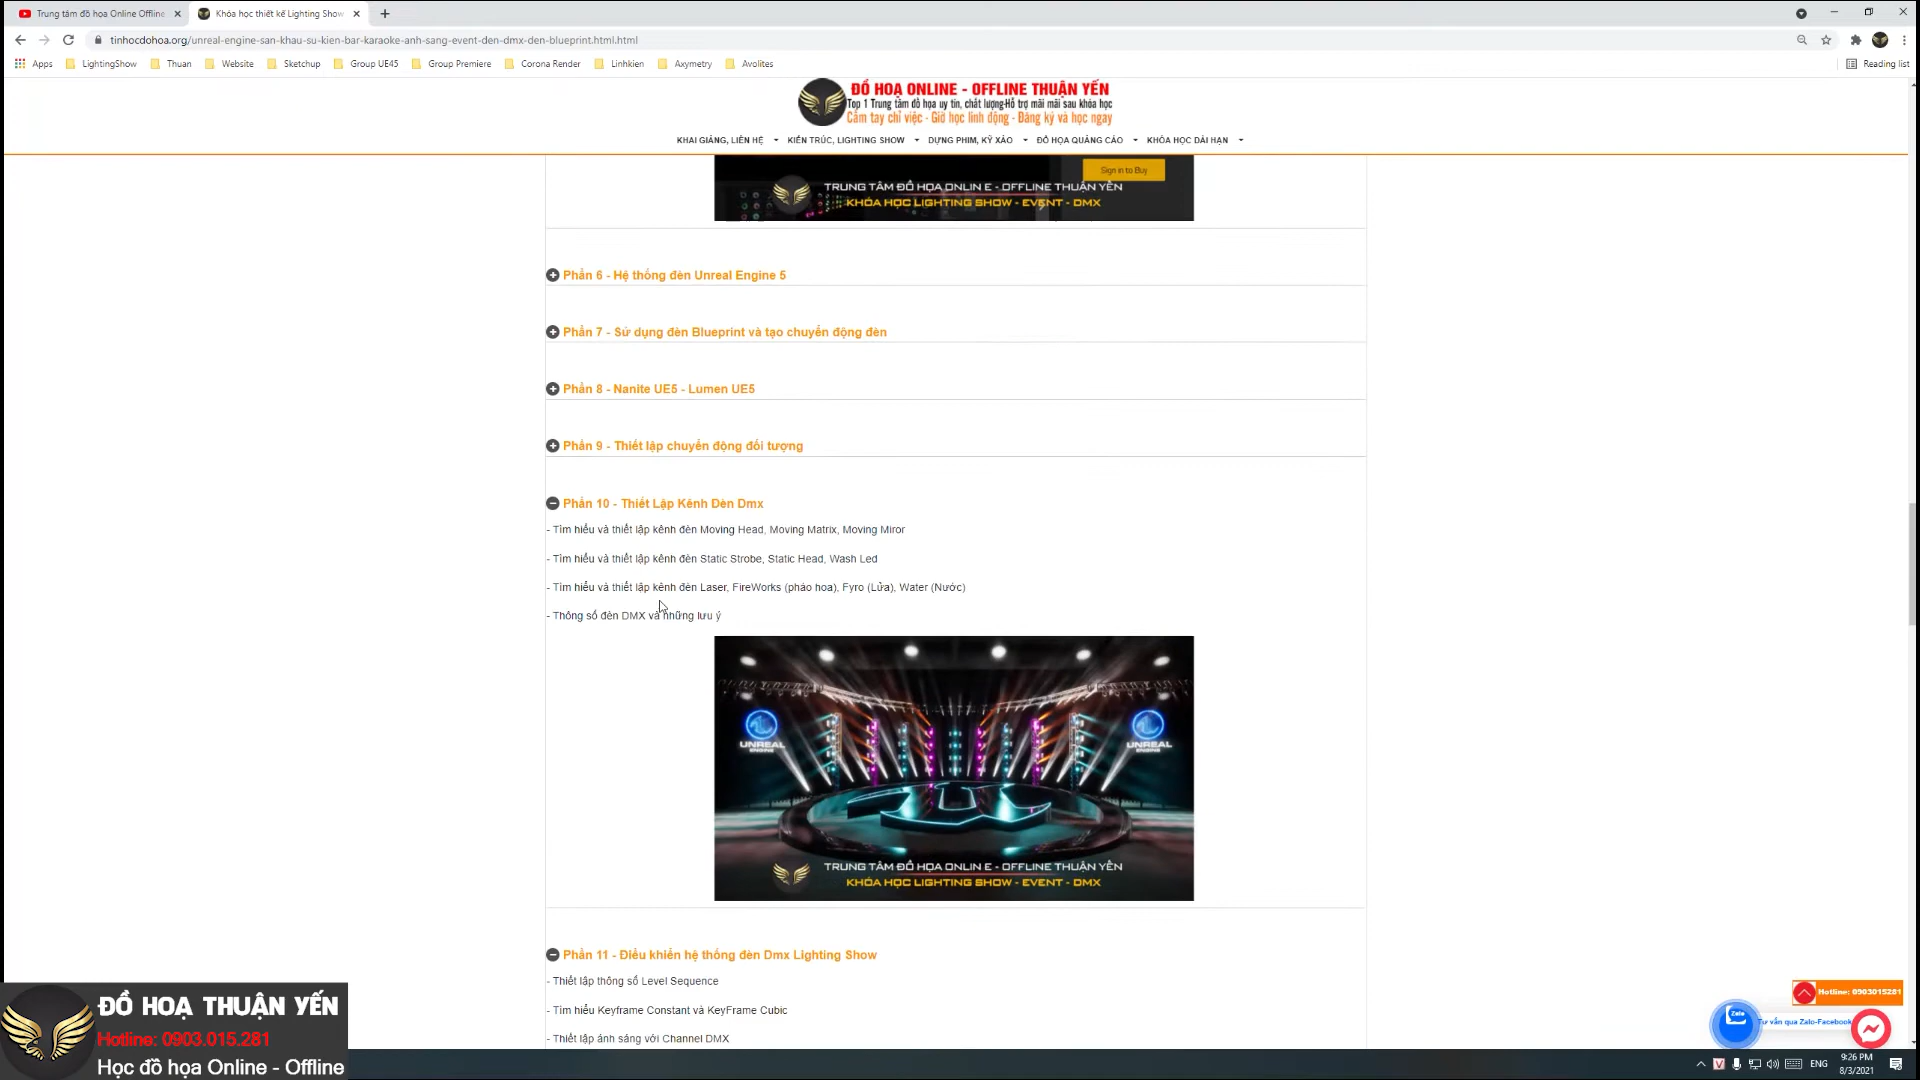 Trung tâm đồ họa Online Offline
Khóa học thiết kế Lighting Show
tinhocdohoa.org/unreal-engine-san-khau-su-kien-bar-karaoke-anh-sang-event-den-dmx-den-blueprint.html.html
Apps LightingShow Thuan Website Sketchup Group UE45 Group Premiere Corona Render Linhkien Axymetry Avolites Reading list
ĐỒ HỌA ONLINE - OFFLINE THUẬN YẾN
Top 1 Trung tâm đồ họa uy tín, chất lượng-Hỗ trợ mãi mãi sau khóa học
Cầm tay chỉ việc - Giờ học linh động - Đăng ký và học ngay
KHAI GIẢNG, LIÊN HỆ KIẾN TRÚC, LIGHTING SHOW DỰNG PHIM, KỸ XẢO ĐỒ HỌA QUẢNG CÁO KHÓA HỌC DÀI HẠN
Sign in to Buy
TRUNG TÂM ĐỒ HỌA ONLIN E - OFFLINE THUẬN YẾN
KHÓA HỌC LIGHTING SHOW - EVENT - DMX
Phần 6 - Hệ thống đèn Unreal Engine 5
Phần 7 - Sử dụng đèn Blueprint và tạo chuyển động đèn
Phần 8 - Nanite UE5 - Lumen UE5
Phần 9 - Thiết lập chuyển động đối tượng
Phần 10 - Thiết Lập Kênh Đèn Dmx
- Tìm hiểu và thiết lập kênh đèn Moving Head, Moving Matrix, Moving Miror
- Tìm hiểu và thiết lập kênh đèn Static Strobe, Static Head, Wash Led
- Tìm hiểu và thiết lập kênh đèn Laser, FireWorks (pháo hoa), Fyro (Lửa), Water (Nước)
- Thông số đèn DMX và những lưu ý
UNREAL
ENGINE
UNREAL
ENGINE
TRUNG TÂM ĐỒ HỌA ONLIN E - OFFLINE THUẬN YẾN
KHÓA HỌC LIGHTING SHOW - EVENT - DMX
Phần 11 - Điều khiển hệ thống đèn Dmx Lighting Show
- Thiết lập thông số Level Sequence
- Tìm hiểu Keyframe Constant và KeyFrame Cubic
- Thiết lập ánh sáng với Channel DMX
Hotline: 0903015281
Zalo
Tư vấn qua Zalo-Facebook
ĐỒ HOẠ THUẬN YẾN
Hotline: 0903.015.281
Học đồ họa Online - Offline
ENG
9:26 PM
8/3/2021